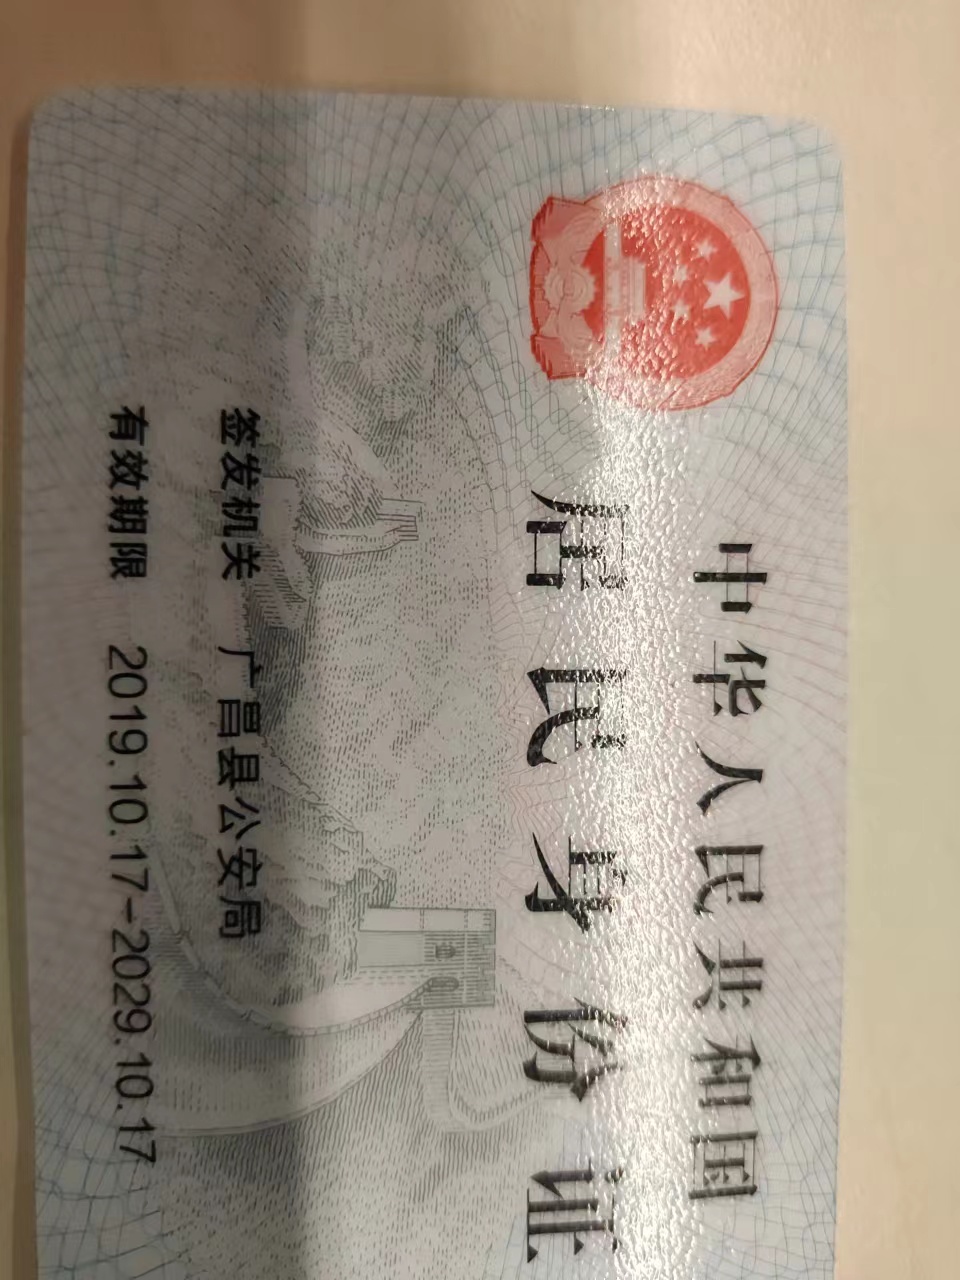 中华人民共和国
居民身份证
签发机关 广昌县公安局
有效期限 2019.10.17-2029.10.17